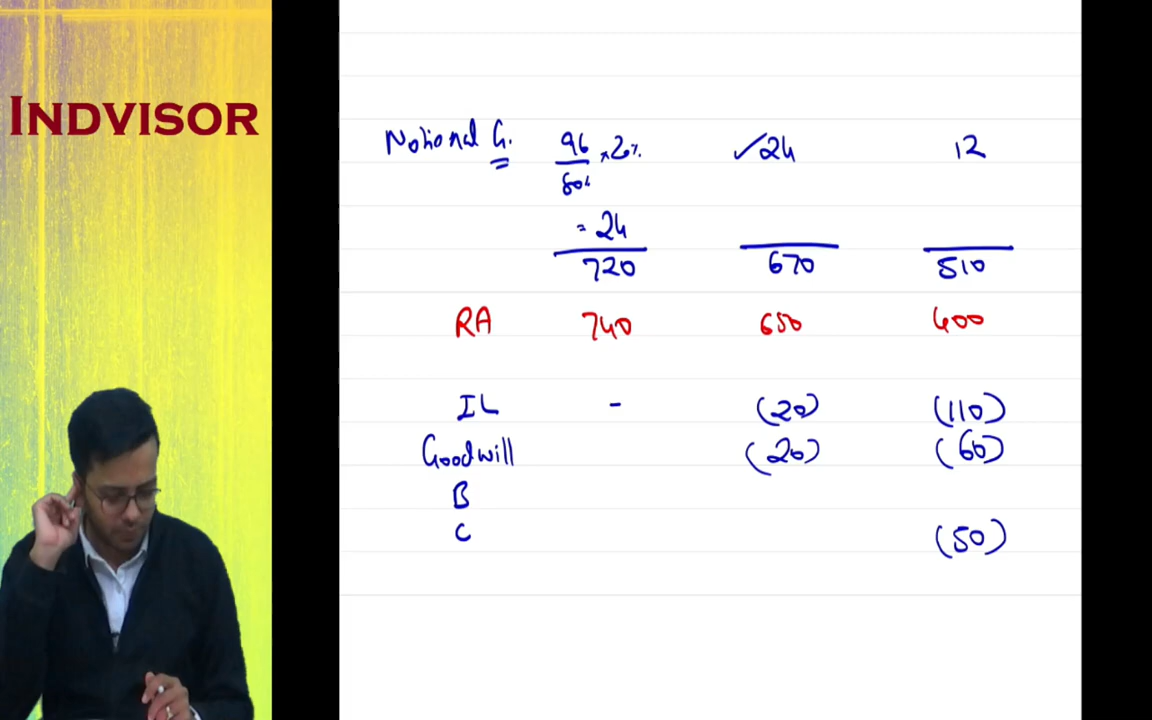 INDVISOR
Notional G. 96/80% × 20% ✓24 12
= 24
720 670 510
RA 740 650 400
IL - (20) (110)
Goodwill (20) (60)
B
C (50)